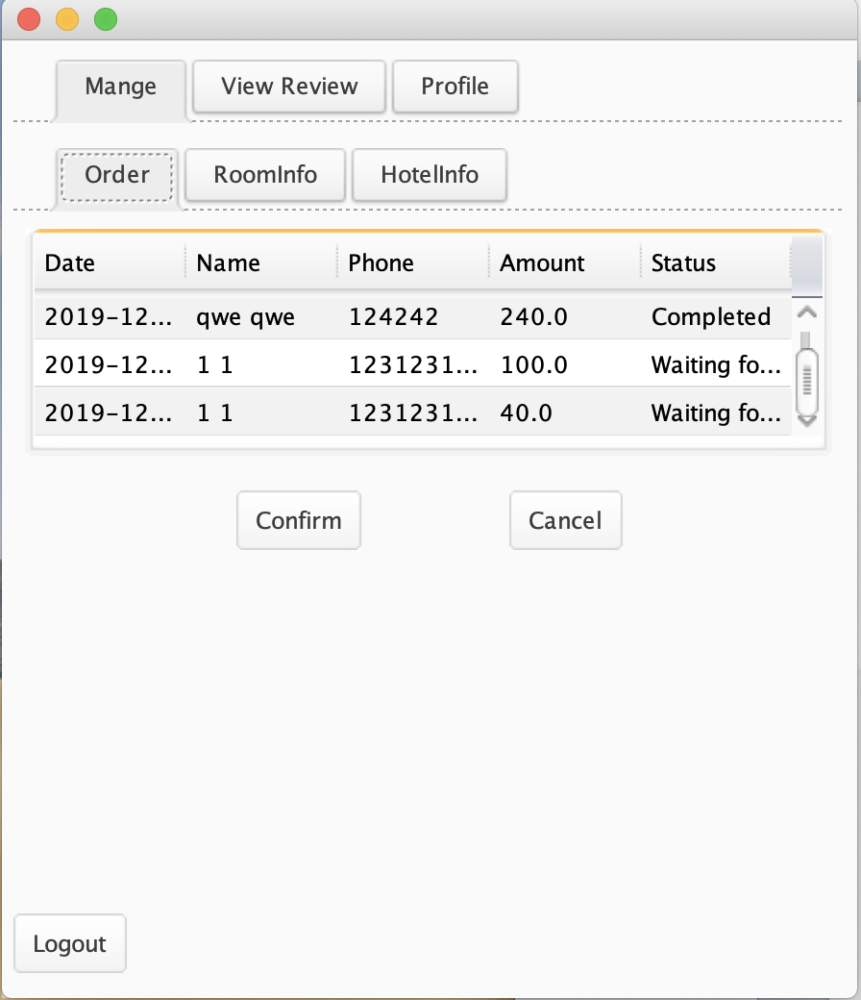 Mange View Review Profile
Order RoomInfo HotelInfo
Date Name Phone Amount Status
2019-12... qwe qwe 124242 240.0 Completed
2019-12... 1 1 1231231... 100.0 Waiting fo...
2019-12... 1 1 1231231... 40.0 Waiting fo...
Confirm Cancel
Logout